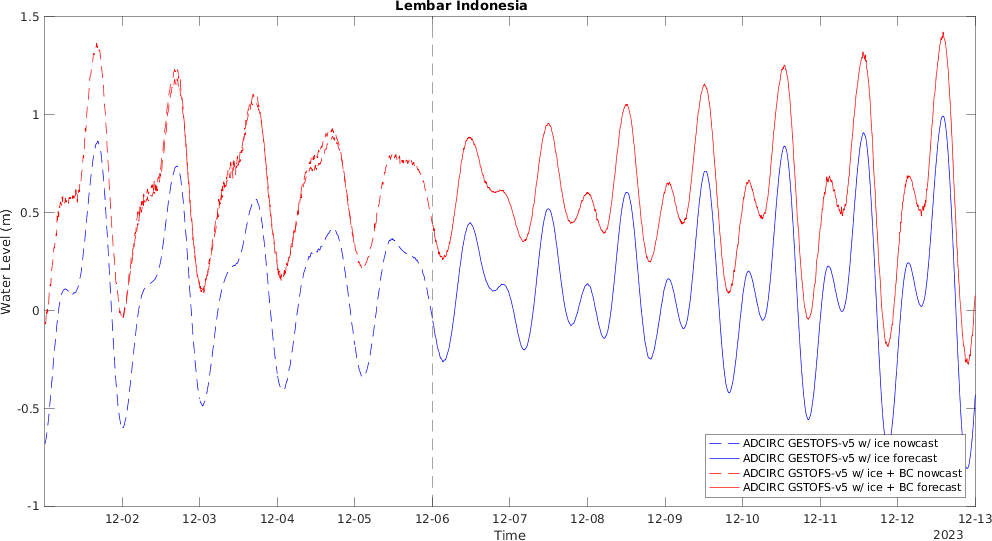 Lembar Indonesia
1.5
1
0.5
0
-0.5
-1
Water Level (m)
12-02 12-03 12-04 12-05 12-06 12-07 12-08 12-09 12-10 12-11 12-12 12-13
Time
2023
ADCIRC GESTOFS-v5 w/ ice nowcast
ADCIRC GESTOFS-v5 w/ ice forecast
ADCIRC GSTOFS-v5 w/ ice + BC nowcast
ADCIRC GSTOFS-v5 w/ ice + BC forecast